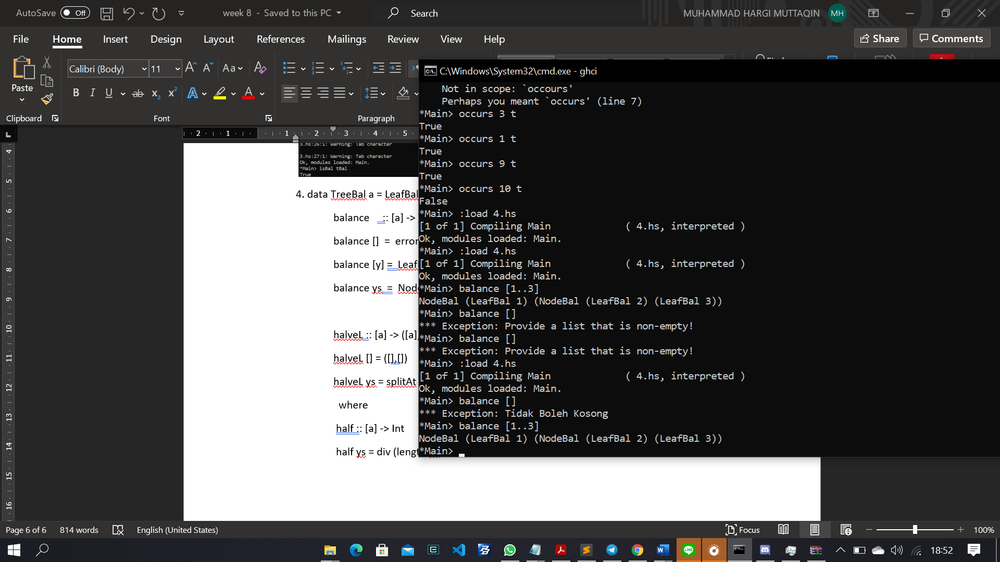 AutoSave Off week 8 - Saved to this PC Search MUHAMMAD HARGI MUTTAQIN MH
File Home Insert Design Layout References Mailings Review View Help Share Comments
Paste
Clipboard
Calibri (Body) 11
Font
Paragraph
C:\Windows\System32\cmd.exe - ghci
3.hs:26:1: Warning: Tab character
3.hs:27:1: Warning: Tab character
Ok, modules loaded: Main.
*Main> isBal tBal
True
4. data TreeBal a = LeafBal
balance :: [a] ->
balance [] = error
balance [y] = Leaf
balance ys = Nod
halveL :: [a] -> ([a]
halveL [] = ([],[])
halveL ys = splitAt
where
half :: [a] -> Int
half ys = div (lengt
Not in scope: `occours'
Perhaps you meant `occurs' (line 7)
*Main> occurs 3 t
True
*Main> occurs 1 t
True
*Main> occurs 9 t
True
*Main> occurs 10 t
False
*Main> :load 4.hs
[1 of 1] Compiling Main ( 4.hs, interpreted )
Ok, modules loaded: Main.
*Main> :load 4.hs
[1 of 1] Compiling Main ( 4.hs, interpreted )
Ok, modules loaded: Main.
*Main> balance [1..3]
NodeBal (LeafBal 1) (NodeBal (LeafBal 2) (LeafBal 3))
*Main> balance []
*** Exception: Provide a list that is non-empty!
*Main> balance []
*** Exception: Provide a list that is non-empty!
*Main> :load 4.hs
[1 of 1] Compiling Main ( 4.hs, interpreted )
Ok, modules loaded: Main.
*Main> balance []
*** Exception: Tidak Boleh Kosong
*Main> balance [1..3]
NodeBal (LeafBal 1) (NodeBal (LeafBal 2) (LeafBal 3))
*Main>
Page 6 of 6 814 words English (United States) Focus 100%
18:52